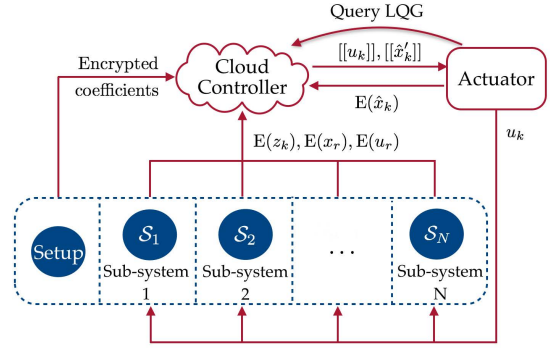 Query LQG
Encrypted
coefficients
Cloud
Controller
[[u_k]], [[x̂′_k]]
E(x̂_k)
Actuator
u_k
E(z_k), E(x_r), E(u_r)
Setup
S_1
Sub-system
1
S_2
Sub-system
2
...
S_N
Sub-system
N